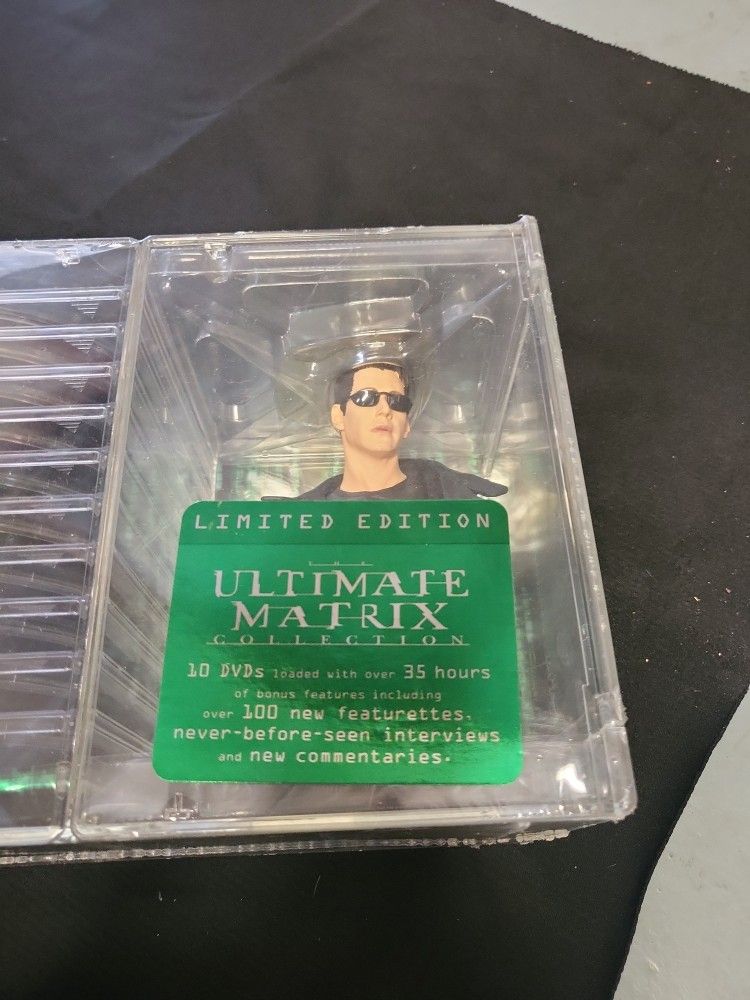 LIMITED EDITION
THE
ULTIMATE
MATRIX
COLLECTION
10 DVDs loaded with over 35 hours
of bonus features including
over 100 new featurettes,
never-before-seen interviews
and new commentaries.